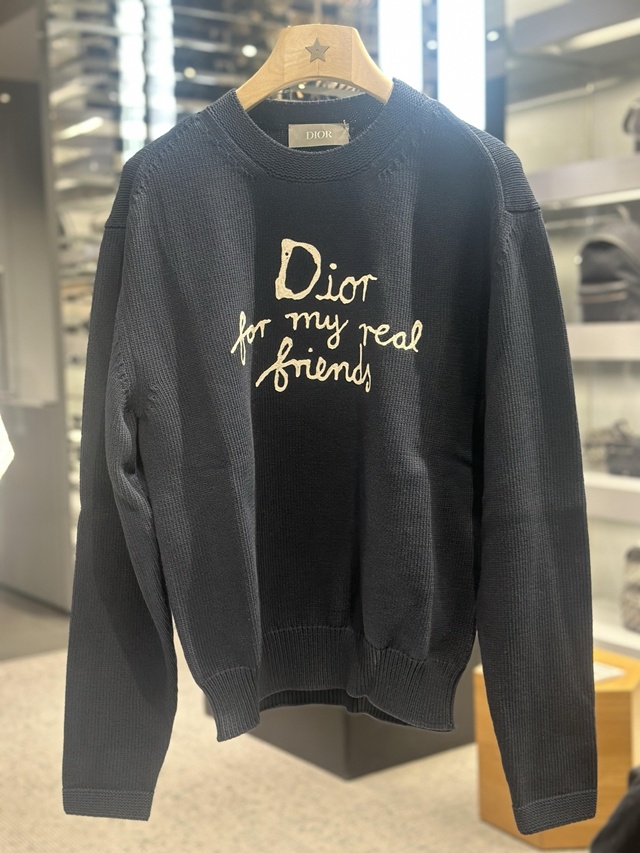 DIOR
Dior
for my real
friends